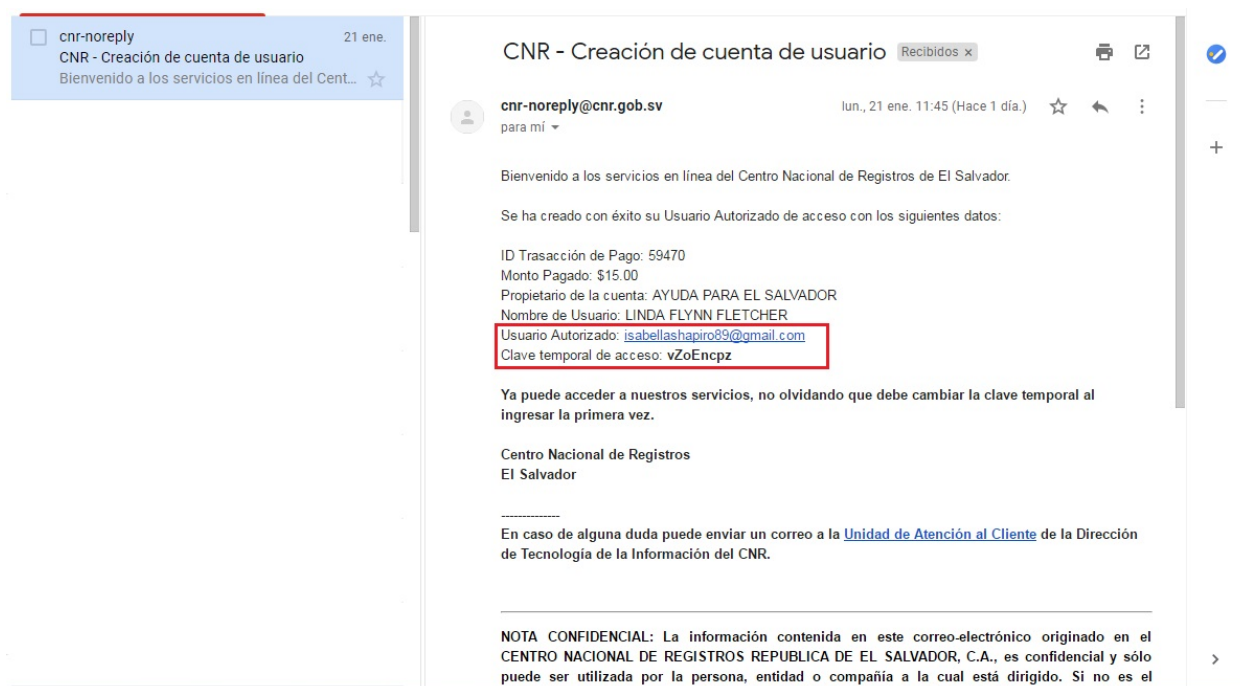 cnr-noreply 21 ene.
CNR - Creación de cuenta de usuario
Bienvenido a los servicios en línea del Cent...
CNR - Creación de cuenta de usuario Recibidos x
cnr-noreply@cnr.gob.sv lun., 21 ene. 11:45 (Hace 1 día.)
para mí
Bienvenido a los servicios en línea del Centro Nacional de Registros de El Salvador.
Se ha creado con éxito su Usuario Autorizado de acceso con los siguientes datos:
ID Trasacción de Pago: 59470
Monto Pagado: $15.00
Propietario de la cuenta: AYUDA PARA EL SALVADOR
Nombre de Usuario: LINDA FLYNN FLETCHER
Usuario Autorizado: isabellashapiro89@gmail.com
Clave temporal de acceso: vZoEncpz
Ya puede acceder a nuestros servicios, no olvidando que debe cambiar la clave temporal al
ingresar la primera vez.
Centro Nacional de Registros
El Salvador
--------------
En caso de alguna duda puede enviar un correo a la Unidad de Atención al Cliente de la Dirección
de Tecnología de la Información del CNR.
NOTA CONFIDENCIAL: La información contenida en este correo-electrónico originado en el
CENTRO NACIONAL DE REGISTROS REPUBLICA DE EL SALVADOR, C.A., es confidencial y sólo
puede ser utilizada por la persona, entidad o compañía a la cual está dirigido. Si no es el